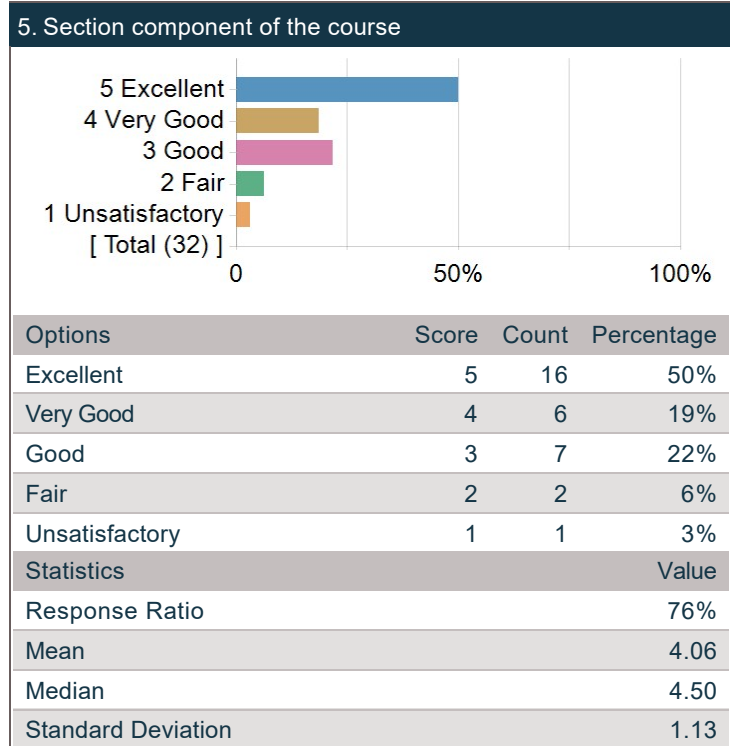 5. Section component of the course
5 Excellent
4 Very Good
3 Good
2 Fair
1 Unsatisfactory
[ Total (32) ]
0 50% 100%
Options Score Count Percentage
Excellent 5 16 50%
Very Good 4 6 19%
Good 3 7 22%
Fair 2 2 6%
Unsatisfactory 1 1 3%
Statistics Value
Response Ratio 76%
Mean 4.06
Median 4.50
Standard Deviation 1.13